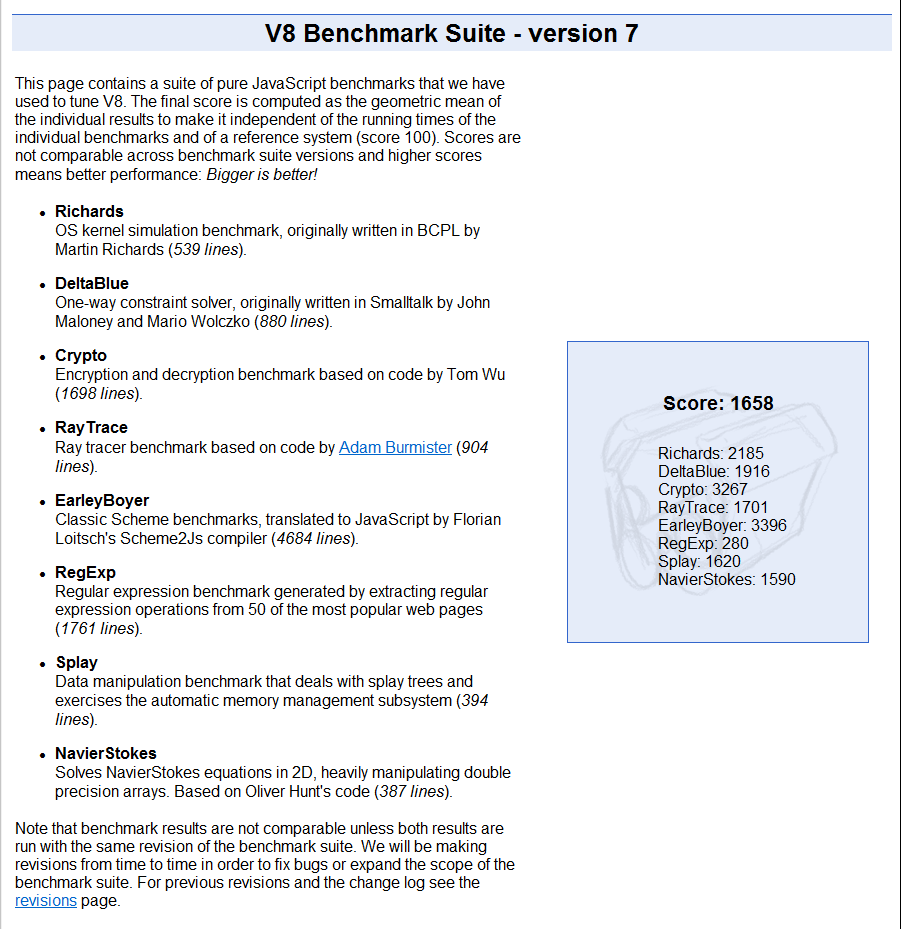 V8 Benchmark Suite - version 7
This page contains a suite of pure JavaScript benchmarks that we have
used to tune V8. The final score is computed as the geometric mean of
the individual results to make it independent of the running times of the
individual benchmarks and of a reference system (score 100). Scores are
not comparable across benchmark suite versions and higher scores
means better performance: Bigger is better!
• Richards
OS kernel simulation benchmark, originally written in BCPL by
Martin Richards (539 lines).
• DeltaBlue
One-way constraint solver, originally written in Smalltalk by John
Maloney and Mario Wolczko (880 lines).
• Crypto
Encryption and decryption benchmark based on code by Tom Wu
(1698 lines).
• RayTrace
Ray tracer benchmark based on code by Adam Burmister (904
lines).
• EarleyBoyer
Classic Scheme benchmarks, translated to JavaScript by Florian
Loitsch's Scheme2Js compiler (4684 lines).
• RegExp
Regular expression benchmark generated by extracting regular
expression operations from 50 of the most popular web pages
(1761 lines).
• Splay
Data manipulation benchmark that deals with splay trees and
exercises the automatic memory management subsystem (394
lines).
• NavierStokes
Solves NavierStokes equations in 2D, heavily manipulating double
precision arrays. Based on Oliver Hunt's code (387 lines).
Note that benchmark results are not comparable unless both results are
run with the same revision of the benchmark suite. We will be making
revisions from time to time in order to fix bugs or expand the scope of the
benchmark suite. For previous revisions and the change log see the
revisions page.
Score: 1658
Richards: 2185
DeltaBlue: 1916
Crypto: 3267
RayTrace: 1701
EarleyBoyer: 3396
RegExp: 280
Splay: 1620
NavierStokes: 1590